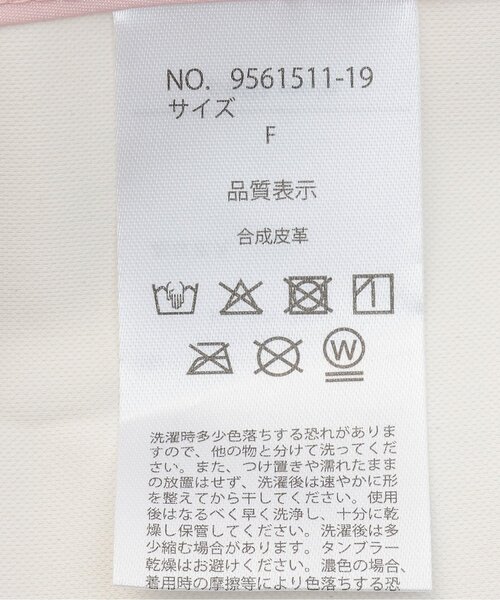 NO. 9561511-19
サイズ
F
品質表示
合成皮革
W
洗濯時多少色落ちする恐れがありま
すので、他の物と分けて洗ってくだ
さい。また、つけ置きや濡れたまま
の放置はせず、洗濯後は速やかに形
を整えてから干してください。使用
後はなるべく早く洗浄し、十分に乾
燥し保管してください。洗濯後は多
少縮む場合があります。タンブラー
乾燥はお避けください。濃色の場合、
着用時の摩擦等により色落ちする恐